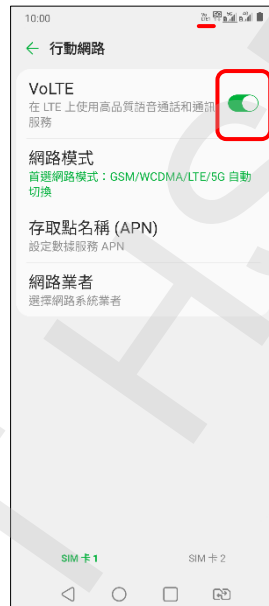 10:00
行動網路
VoLTE
在 LTE 上使用高品質語音通話和通訊
服務
網路模式
首選網路模式：GSM/WCDMA/LTE/5G 自動
切換
存取點名稱 (APN)
設定數據服務 APN
網路業者
選擇網路系統業者
SIM 卡 1
SIM 卡 2